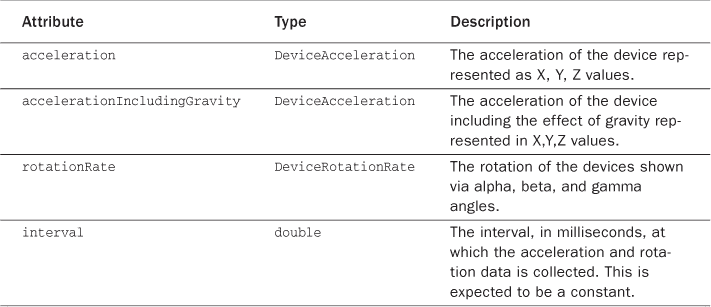 Attribute Type Description
acceleration DeviceAcceleration The acceleration of the device rep-
resented as X, Y, Z values.
accelerationIncludingGravity DeviceAcceleration The acceleration of the device
including the effect of gravity rep-
resented in X,Y,Z values.
rotationRate DeviceRotationRate The rotation of the devices shown
via alpha, beta, and gamma
angles.
interval double The interval, in milliseconds, at
which the acceleration and rota-
tion data is collected. This is
expected to be a constant.